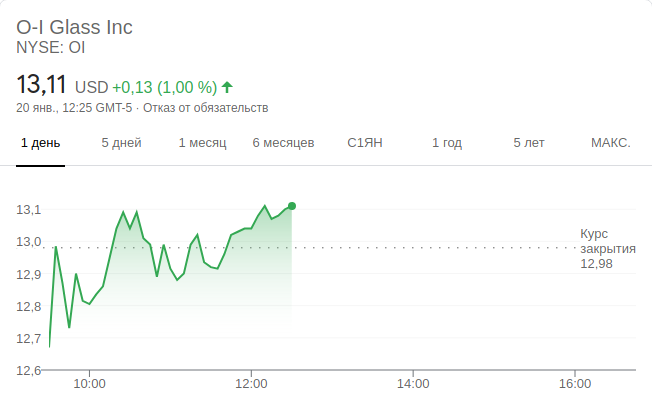 O-I Glass Inc
NYSE: OI
13,11 USD +0,13 (1,00 %)
20 янв., 12:25 GMT-5 · Отказ от обязательств
1 день 5 дней 1 месяц 6 месяцев С1ЯН 1 год 5 лет МАКС.
13,1
13,0
12,9
12,8
12,7
12,6
Курс
закрытия
12,98
10:00 12:00 14:00 16:00